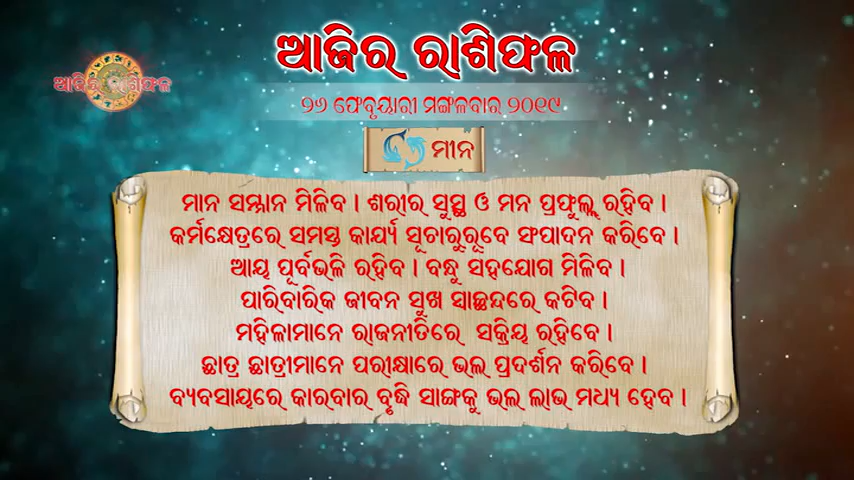 ଆଜିର ରାଶିଫଳ
ଆଜିର ରାଶିଫଳ
୨୬ ଫେବୃୟାରୀ ମଙ୍ଗଳବାର ୨୦୧୯
ମୀନ
ମାନ ସମ୍ମାନ ମିଳିବ । ଶରୀର ସୁସ୍ଥ ଓ ମନ ପ୍ରଫୁଲ୍ଲ ରହିବ ।
କର୍ମକ୍ଷେତ୍ରରେ ସମସ୍ତ କାର୍ଯ୍ୟ ସୂଚାରୁରୂବେ ସଂପାଦନ କରିବେ ।
ଆୟ ପୂର୍ବଭଳି ରହିବ । ବନ୍ଧୁ ସହଯୋଗ ମିଳିବ ।
ପାରିବାରିକ ଜୀବନ ସୁଖ ସ୍ୱାଚ୍ଛନ୍ଦରେ କଟିବ ।
ମହିଳାମାନେ ରାଜନୀତିରେ ସକ୍ରିୟ ରହିବେ ।
ଛାତ୍ର ଛାତ୍ରୀମାନେ ପରୀକ୍ଷାରେ ଭଲ ପ୍ରଦର୍ଶନ କରିବେ ।
ବ୍ୟବସାୟରେ କାରବାର ବୃଦ୍ଧି ସାଙ୍ଗକୁ ଭଲ ଲାଭ ମଧ୍ୟ ହେବ ।